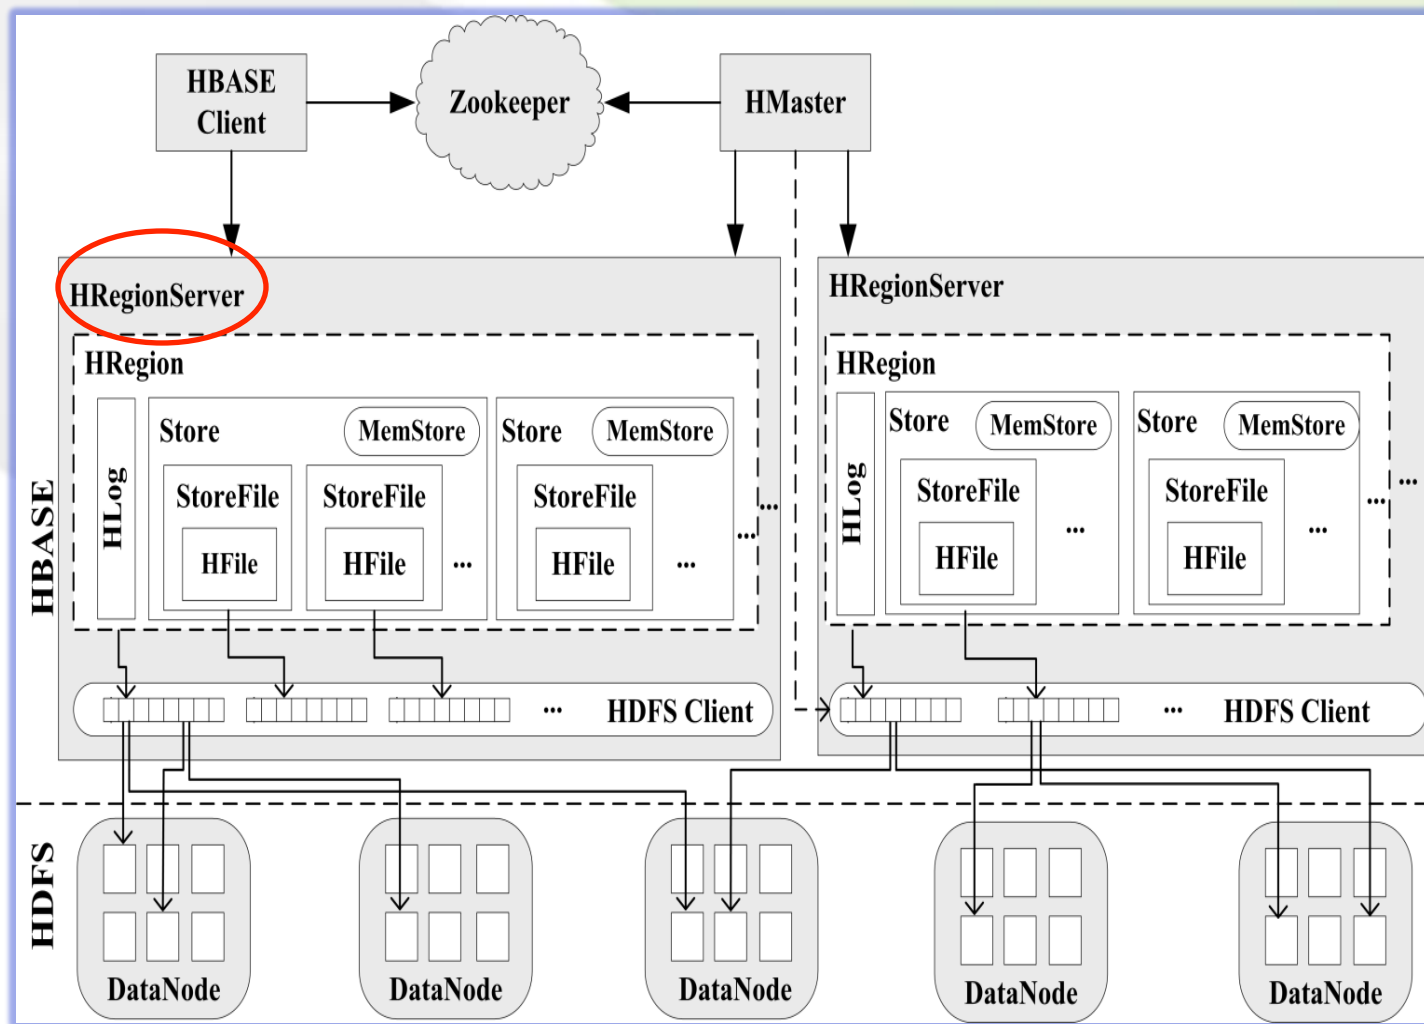 HBASE
Client
Zookeeper
HMaster
HRegionServer
HRegion
HLog
Store
MemStore
StoreFile
HFile
StoreFile
HFile
...
Store
MemStore
StoreFile
HFile
...
...
...
HDFS Client
...
HRegionServer
HRegion
HLog
Store
MemStore
StoreFile
HFile
...
Store
MemStore
StoreFile
HFile
...
...
...
...
HDFS Client
HBASE
HDFS
DataNode
DataNode
DataNode
DataNode
DataNode